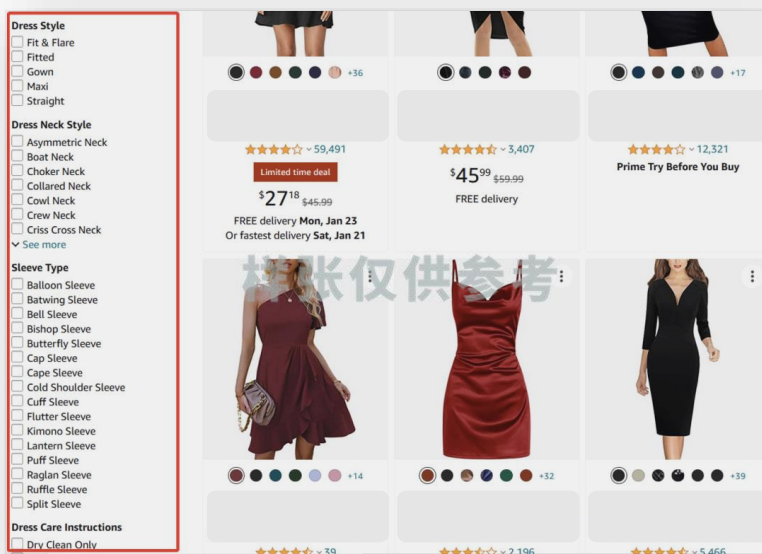 Dress Style
Fit & Flare
Fitted
Gown
Maxi
Straight
Dress Neck Style
Asymmetric Neck
Boat Neck
Choker Neck
Collared Neck
Cowl Neck
Crew Neck
Criss Cross Neck
See more
Sleeve Type
Balloon Sleeve
Batwing Sleeve
Bell Sleeve
Bishop Sleeve
Butterfly Sleeve
Cap Sleeve
Cape Sleeve
Cold Shoulder Sleeve
Cuff Sleeve
Flutter Sleeve
Kimono Sleeve
Lantern Sleeve
Puff Sleeve
Raglan Sleeve
Ruffle Sleeve
Split Sleeve
Dress Care Instructions
Dry Clean Only
+36
59,491
Limited time deal
$2718 $45.99
FREE delivery Mon, Jan 23
Or fastest delivery Sat, Jan 21
3,407
$4599 $59.99
FREE delivery
+17
12,321
Prime Try Before You Buy
样张仅供参考
+14
39
+32
2,196
+39
5,466